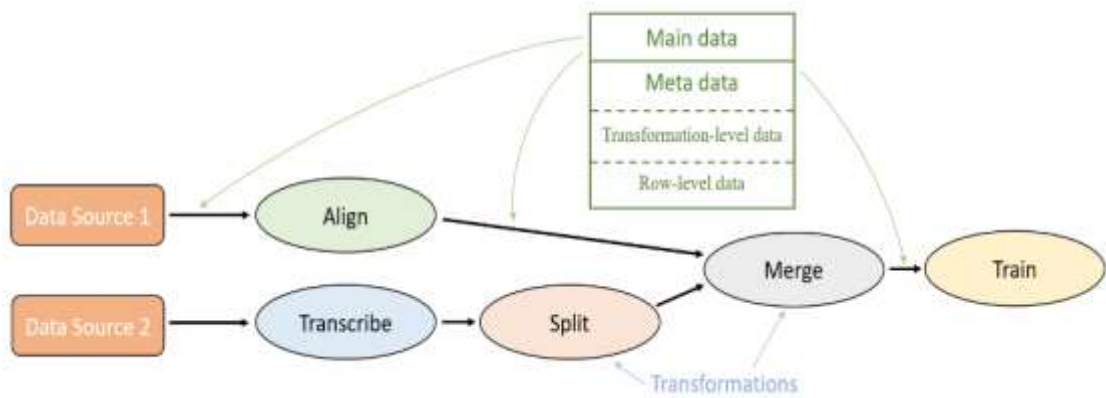 Main data
Meta data
Transformation-level data
Row-level data
Data Source 1
Align
Merge
Train
Data Source 2
Transcribe
Split
Transformations